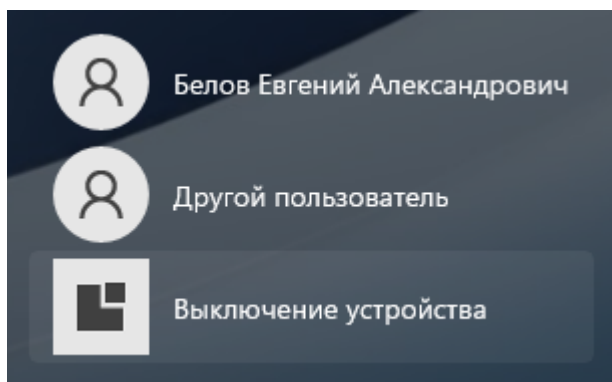 Белов Евгений Александрович
Другой пользователь
Выключение устройства